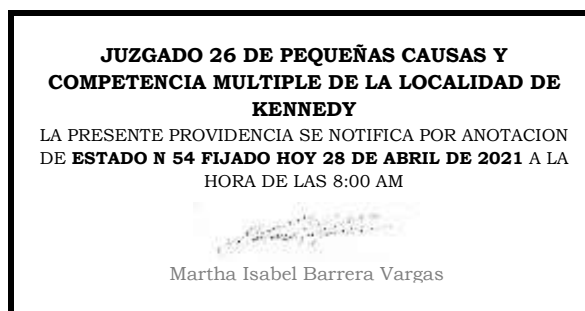 JUZGADO 26 DE PEQUEÑAS CAUSAS Y
COMPETENCIA MULTIPLE DE LA LOCALIDAD DE
KENNEDY
LA PRESENTE PROVIDENCIA SE NOTIFICA POR ANOTACION
DE ESTADO N 54 FIJADO HOY 28 DE ABRIL DE 2021 A LA
HORA DE LAS 8:00 AM
Martha Isabel Barrera Vargas